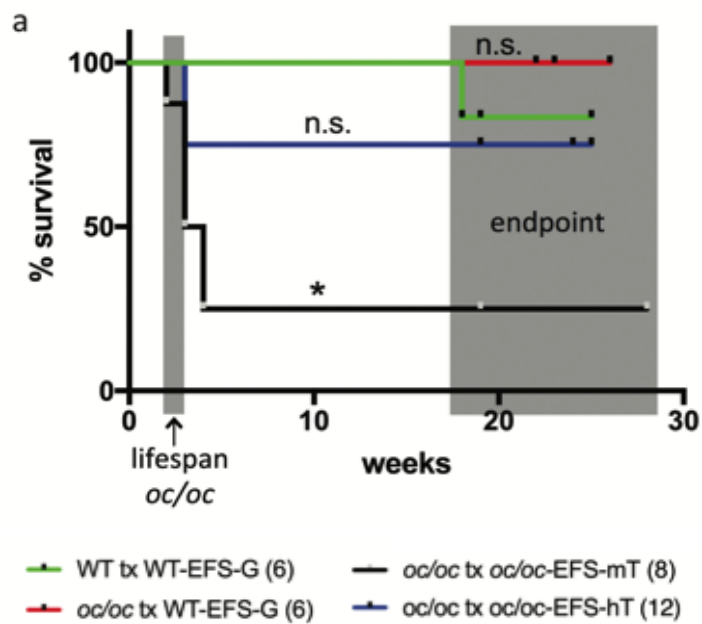 a
n.s.
100
n.s.
% survival
50
endpoint
*
0
0
10
20
30
lifespan
oc/oc
weeks
WT tx WT-EFS-G (6)
oc/oc tx oc/oc-EFS-mT (8)
oc/oc tx WT-EFS-G (6)
oc/oc tx oc/oc-EFS-hT (12)